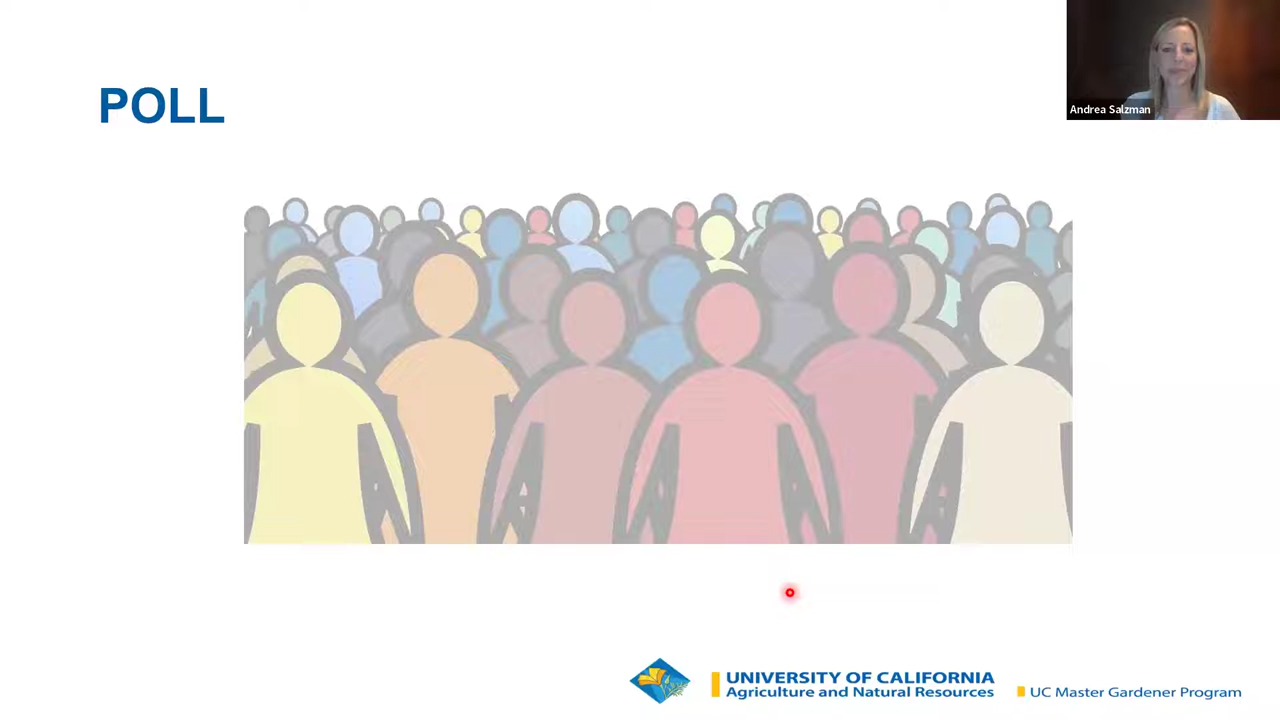 POLL
Andrea Salzman
UNIVERSITY OF CALIFORNIA
Agriculture and Natural Resources
UC Master Gardener Program